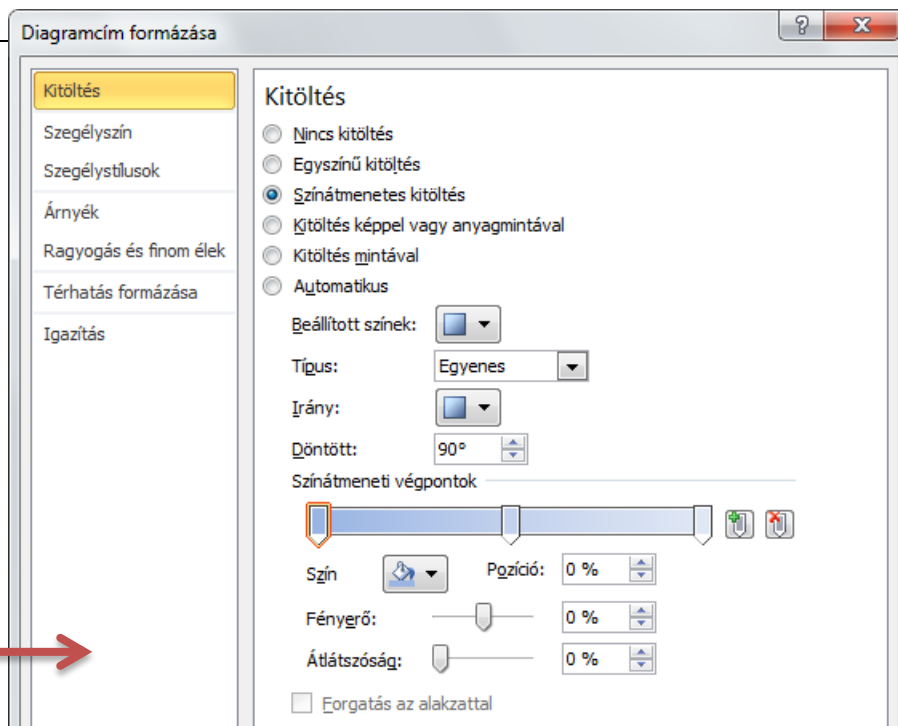 Diagramcím formázása
Kitöltés
Szegélyszín
Szegélystílusok
Árnyék
Ragyogás és finom élek
Térhatás formázása
Igazítás
Kitöltés
Nincs kitöltés
Egyszínű kitöltés
Színátmenetes kitöltés
Kitöltés képpel vagy anyagmintával
Kitöltés mintával
Automatikus
Beállított színek:
Típus: Egyenes
Irány:
Döntött: 90°
Színátmeneti végpontok
Szín Pozíció: 0 %
Fényerő: 0 %
Átlátszóság: 0 %
Forgatás az alakzattal